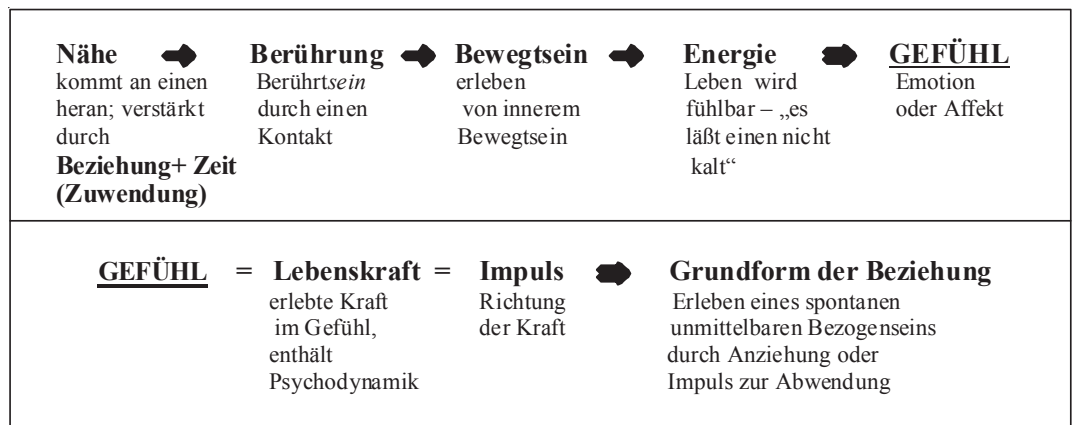 Nähe ➡ Berührung ➡ Bewegtsein ➡ Energie ➡ GEFÜHL
kommt an einen Berührtsein erleben Leben wird Emotion
heran; verstärkt durch einen von innerem fühlbar – „es oder Affekt
durch Kontakt Bewegtsein läßt einen nicht
Beziehung+ Zeit kalt“
(Zuwendung)
GEFÜHL = Lebenskraft = Impuls ➡ Grundform der Beziehung
erlebte Kraft Richtung Erleben eines spontanen
im Gefühl, der Kraft unmittelbaren Bezogenseins
enthält durch Anziehung oder
Psychodynamik Impuls zur Abwendung